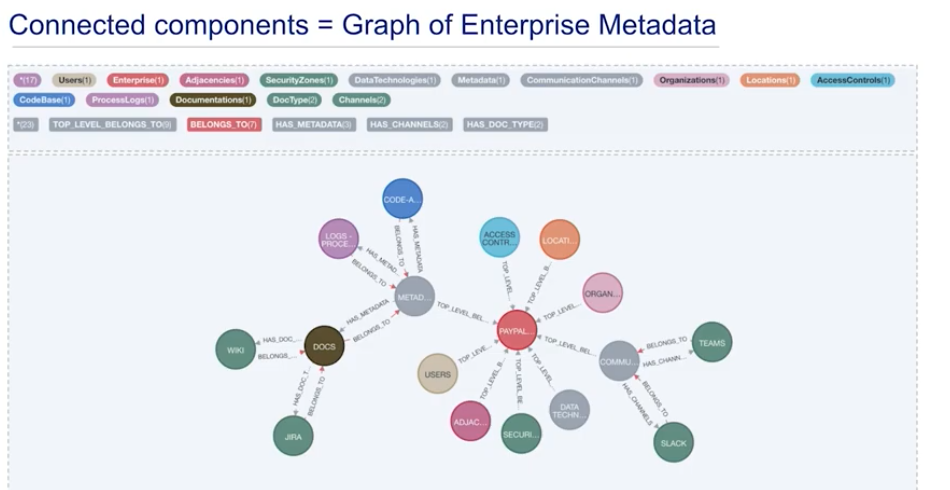 Connected components = Graph of Enterprise Metadata
*(17) Users(1) Enterprise(1) Adjacencies(1) SecurityZones(1) DataTechnologies(1) Metadata(1) CommunicationChannels(1) Organizations(1) Locations(1) AccessControls(1)
CodeBase(1) ProcessLogs(1) Documentations(1) DocType(2) Channels(2)
*(23) TOP_LEVEL_BELONGS_TO(9) BELONGS_TO(7) HAS_METADATA(3) HAS_CHANNELS(2) HAS_DOC_TYPE(2)
CODE-A...
LOGS -
PROCE...
ACCESS
CONTR...
LOCATI...
BELONGS_TO
HAS_METADATA
HAS_METAD...
BELONGS_TO
TOP_LEVEL...
TOP_LEVEL_B...
METAD...
ORGAN...
HAS_METADATA
BELONGS_TO
TOP_LEVEL_BEL...
TOP_LEVEL...
PAYPAL...
WIKI
HAS_DOC_...
BELONGS_...
DOCS
TOP_LEVEL_BEL...
COMMU...
BELONGS_TO
HAS_CHANN...
TEAMS
USERS
TOP_LEVE...
TOP_LEVEL_B...
TOP_LEVEL_BE...
TOP_LEVEL...
HAS_DOC_T...
BELONGS_TO
DATA
TECHN...
BELONGS_TO
HAS_CHANNELS
ADJAC...
SECURI...
JIRA
SLACK